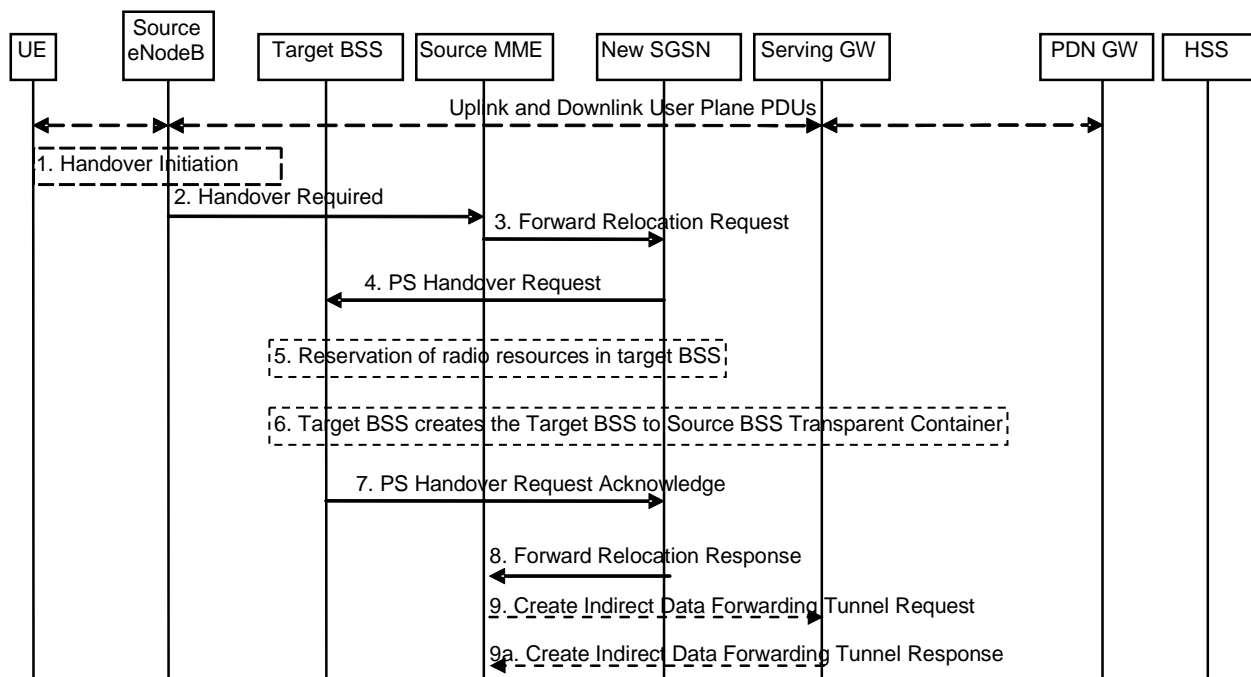 UE
Source
eNodeB
Target BSS
Source MME
New SGSN
Serving GW
PDN GW
HSS
Uplink and Downlink User Plane PDUs
1. Handover Initiation
2. Handover Required
3. Forward Relocation Request
4. PS Handover Request
5. Reservation of radio resources in target BSS
6. Target BSS creates the Target BSS to Source BSS Transparent Container
7. PS Handover Request Acknowledge
8. Forward Relocation Response
9. Create Indirect Data Forwarding Tunnel Request
9a. Create Indirect Data Forwarding Tunnel Response